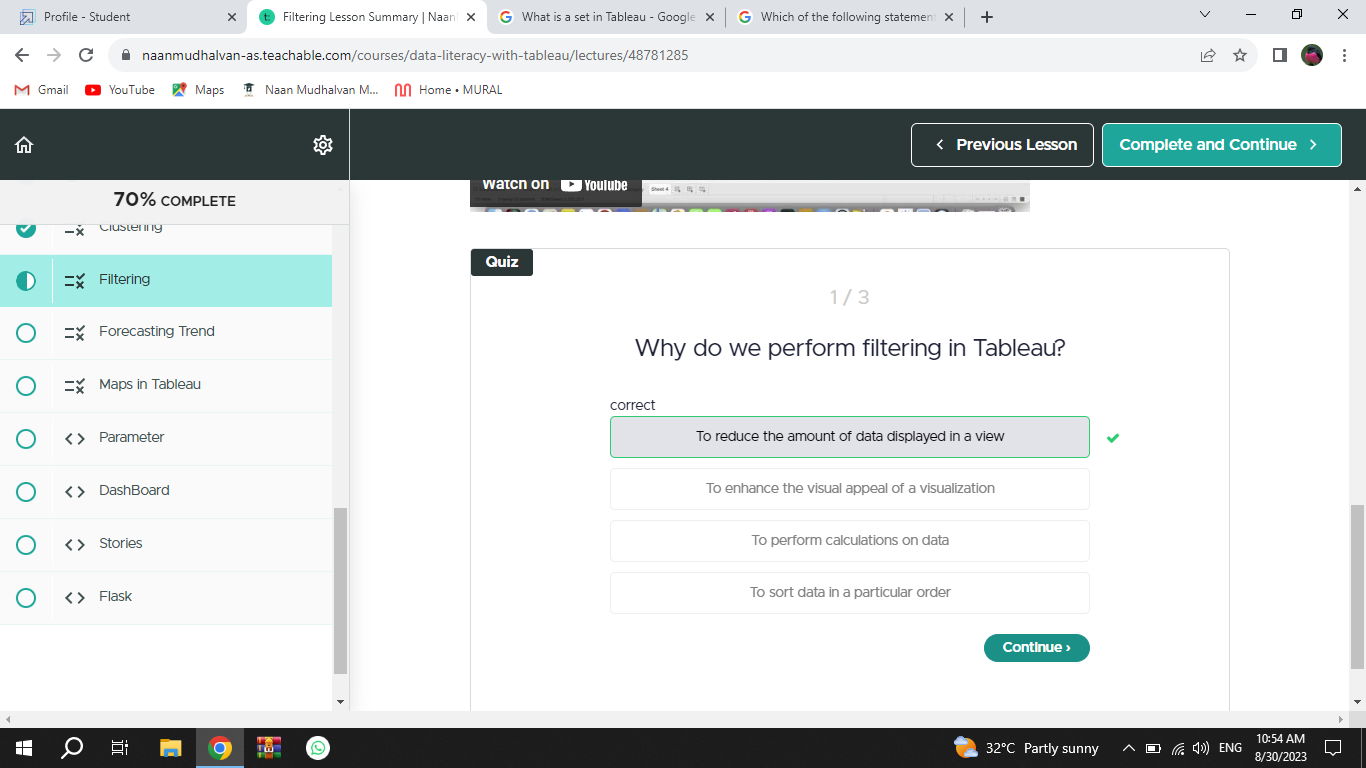 Profile - Student
Filtering Lesson Summary | Naan
What is a set in Tableau - Google
Which of the following statement
naanmudhalvan-as.teachable.com/courses/data-literacy-with-tableau/lectures/48781285
Gmail
YouTube
Maps
Naan Mudhalvan M...
Home • MURAL
Previous Lesson
Complete and Continue
70% COMPLETE
Clustering
Filtering
Forecasting Trend
Maps in Tableau
Parameter
DashBoard
Stories
Flask
Watch on YouTube
Sheet 4
Quiz
1 / 3
Why do we perform filtering in Tableau?
correct
To reduce the amount of data displayed in a view
To enhance the visual appeal of a visualization
To perform calculations on data
To sort data in a particular order
Continue ›
32°C Partly sunny
ENG
10:54 AM
8/30/2023